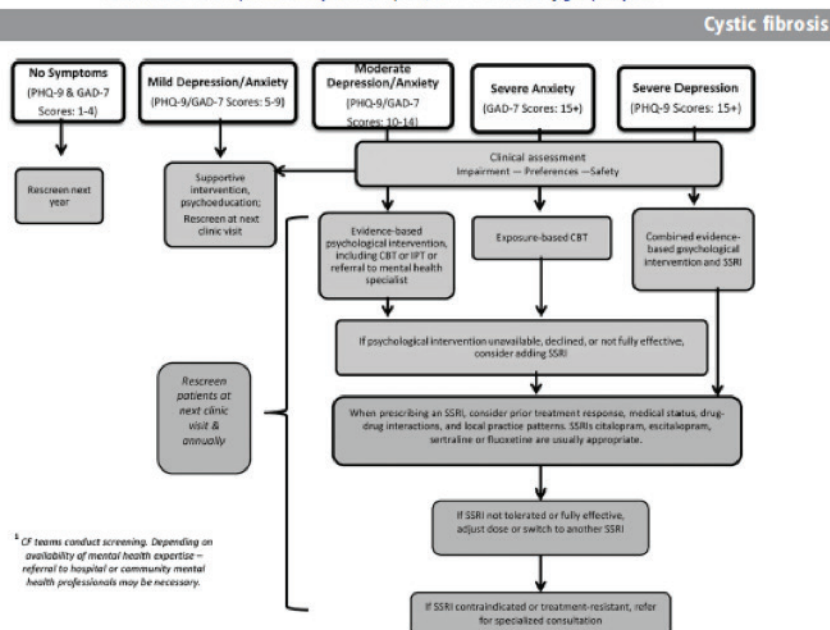 Cystic fibrosis
No Symptoms
(PHQ-9 & GAD-7
Scores: 1-4)
Mild Depression/Anxiety
(PHQ-9/GAD-7 Scores: 5-9)
Moderate
Depression/Anxiety
(PHQ-9/GAD-7
Scores: 10-14)
Severe Anxiety
(GAD-7 Scores: 15+)
Severe Depression
(PHQ-9 Scores: 15+)
Clinical assessment
Impairment — Preferences —Safety
Rescreen next
year
Supportive
intervention,
psychoeducation;
Rescreen at next
clinic visit
Evidence-based
psychological intervention,
including CBT or IPT or
referral to mental health
specialist
Exposure-based CBT
Combined evidence-
based psychological
intervention and SSRI
If psychological intervention unavailable, declined, or not fully effective,
consider adding SSRI
Rescreen
patients at
next clinic
visit &
annually
When prescribing an SSRI, consider prior treatment response, medical status, drug-
drug interactions, and local practice patterns. SSRIs citalopram, escitalopram,
sertraline or fluoxetine are usually appropriate.
If SSRI not tolerated or fully effective,
adjust dose or switch to another SSRI
1 CF teams conduct screening. Depending on
availability of mental health expertise –
referral to hospital or community mental
health professionals may be necessary.
If SSRI contraindicated or treatment-resistant, refer
for specialized consultation